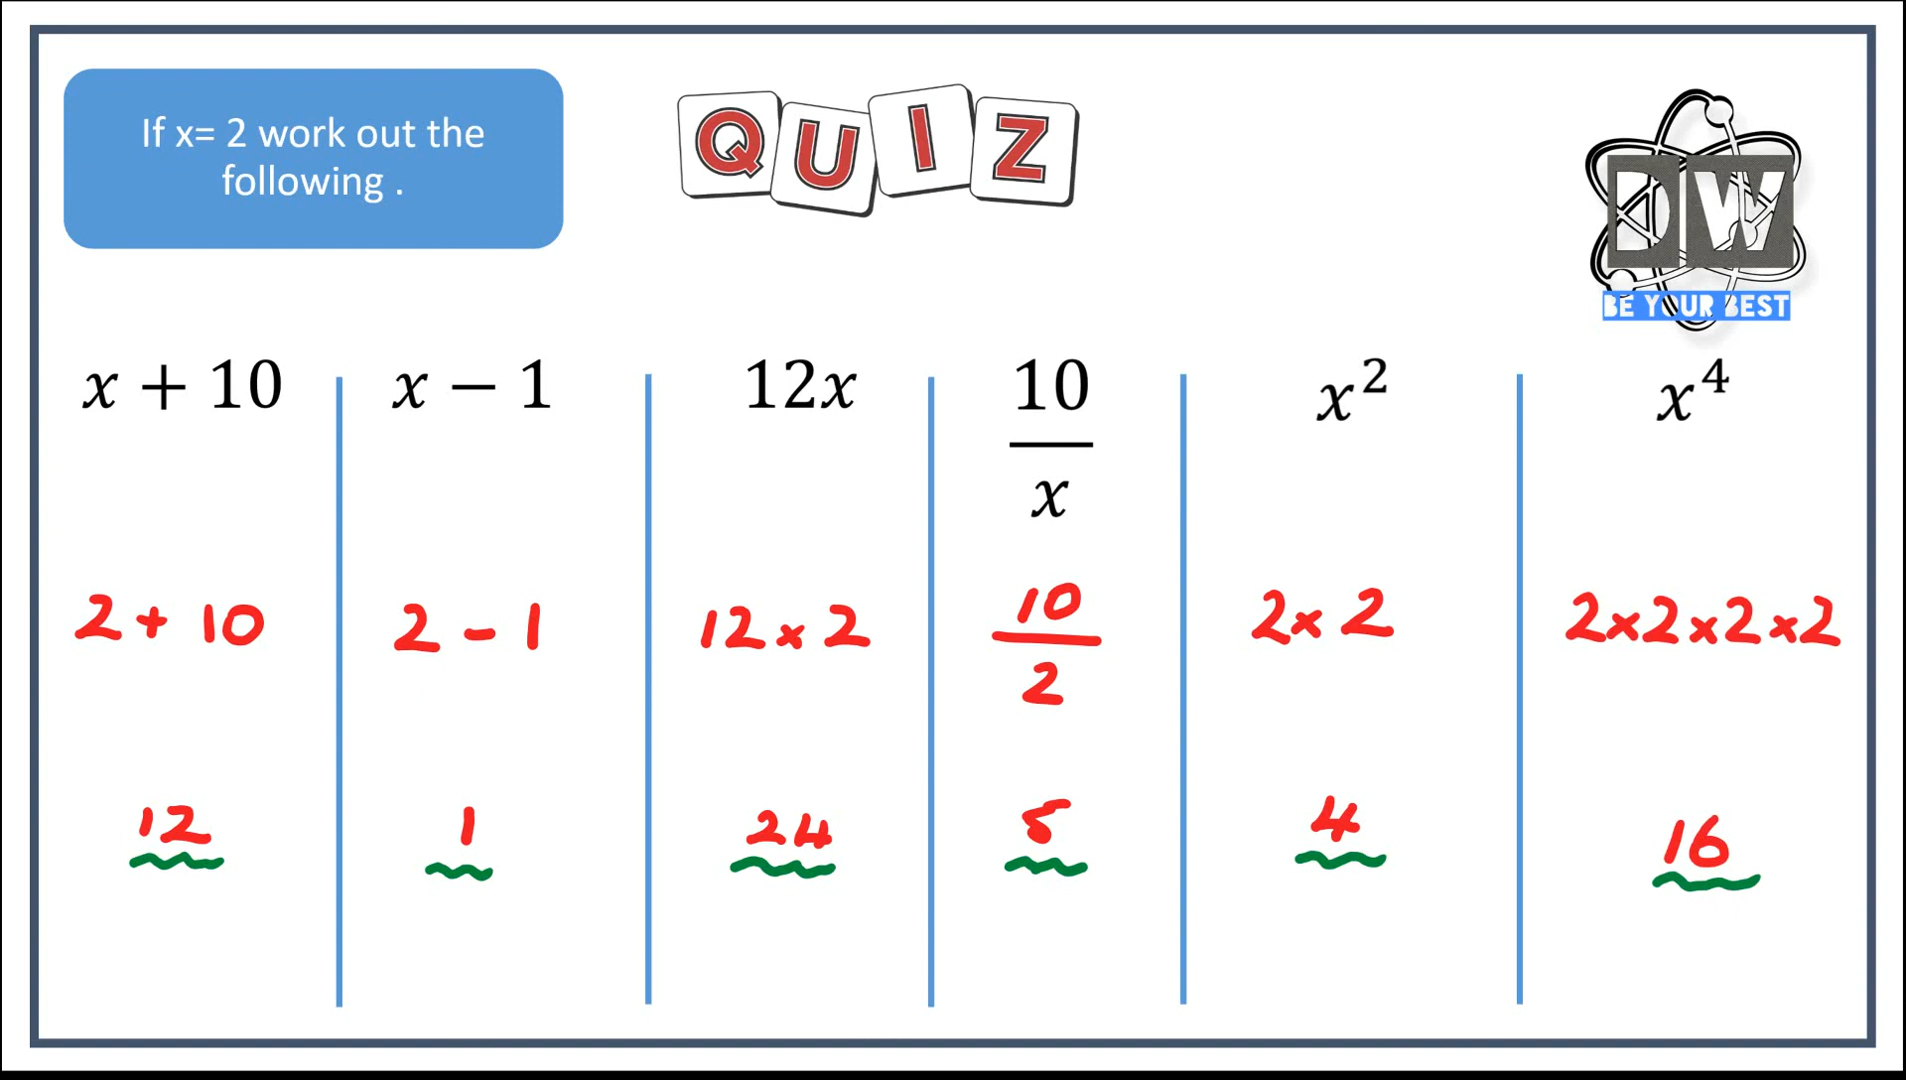 If x= 2 work out the
following .
QUIZ
DW
BE YOUR BEST
x + 10
x − 1
12x
10
x
x²
x⁴
2 + 10
2 - 1
12 x 2
10
2
2 x 2
2 x 2 x 2 x 2
12
1
24
5
4
16